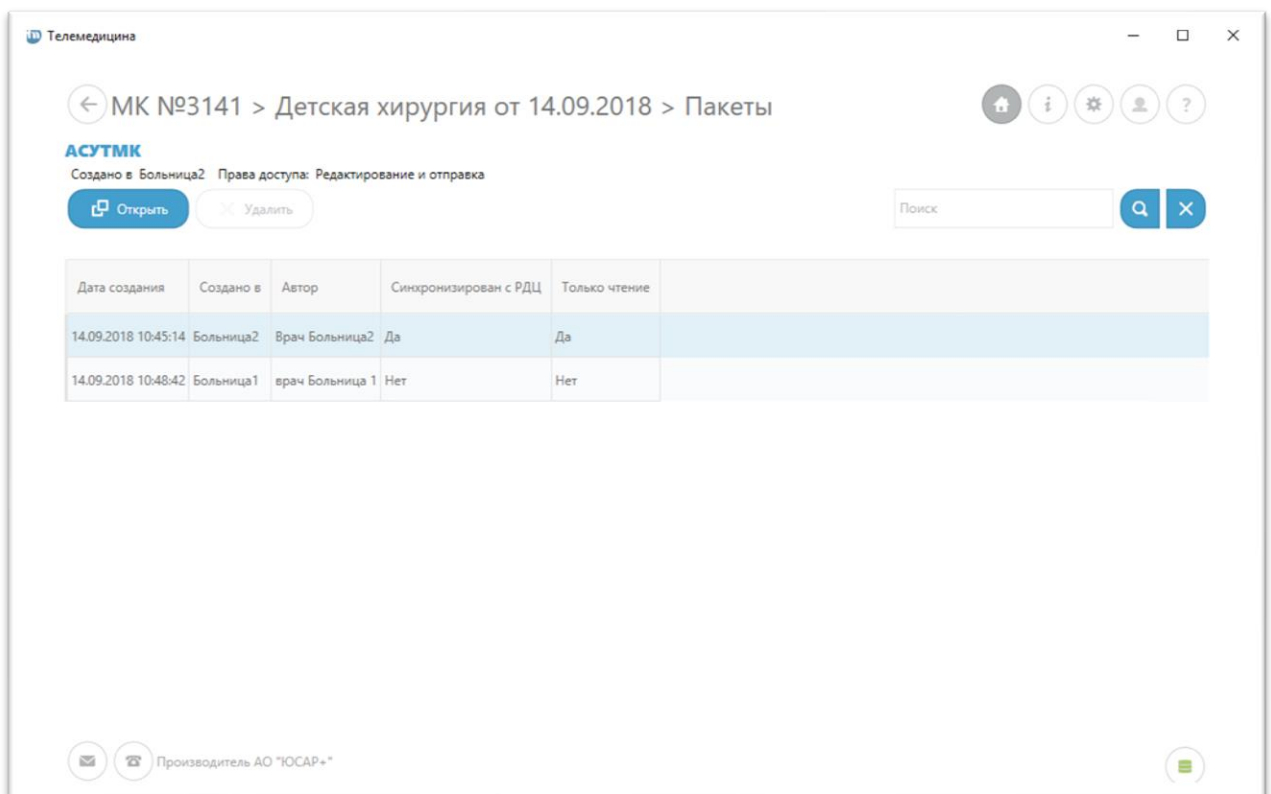 Телемедицина
МК №3141 > Детская хирургия от 14.09.2018 > Пакеты
АСУТМК
Создано в Больница2 Права доступа: Редактирование и отправка
Открыть Удалить Поиск
Дата создания Создано в Автор Синхронизирован с РДЦ Только чтение
14.09.2018 10:45:14 Больница2 Врач Больница2 Да Да
14.09.2018 10:48:42 Больница1 врач Больница 1 Нет Нет
Производитель АО "ЮСАР+"